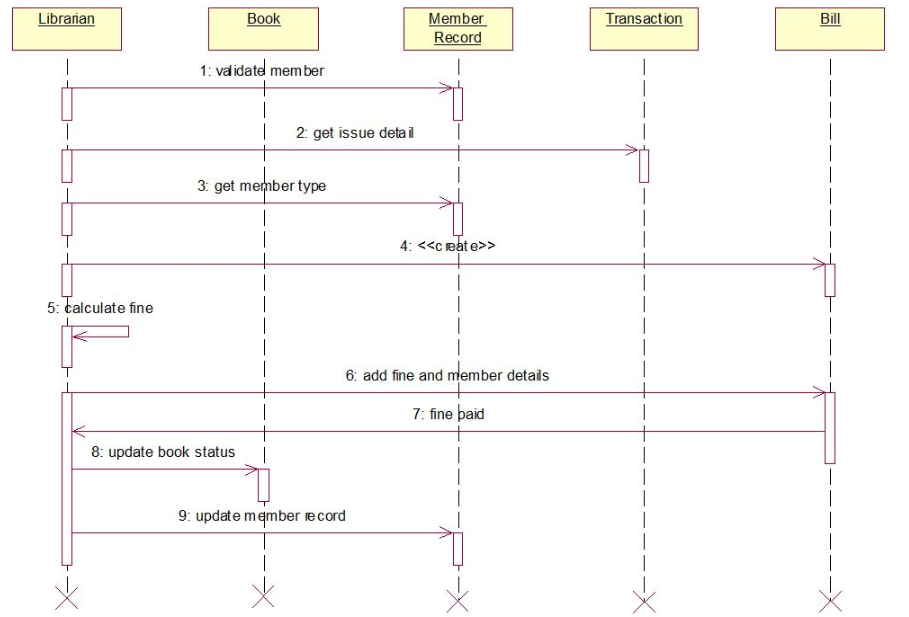 Librarian
Book
Member
Record
Transaction
Bill
1: validate member
2: get issue detail
3: get member type
4: <<create>>
5: calculate fine
6: add fine and member details
7: fine paid
8: update book status
9: update member record